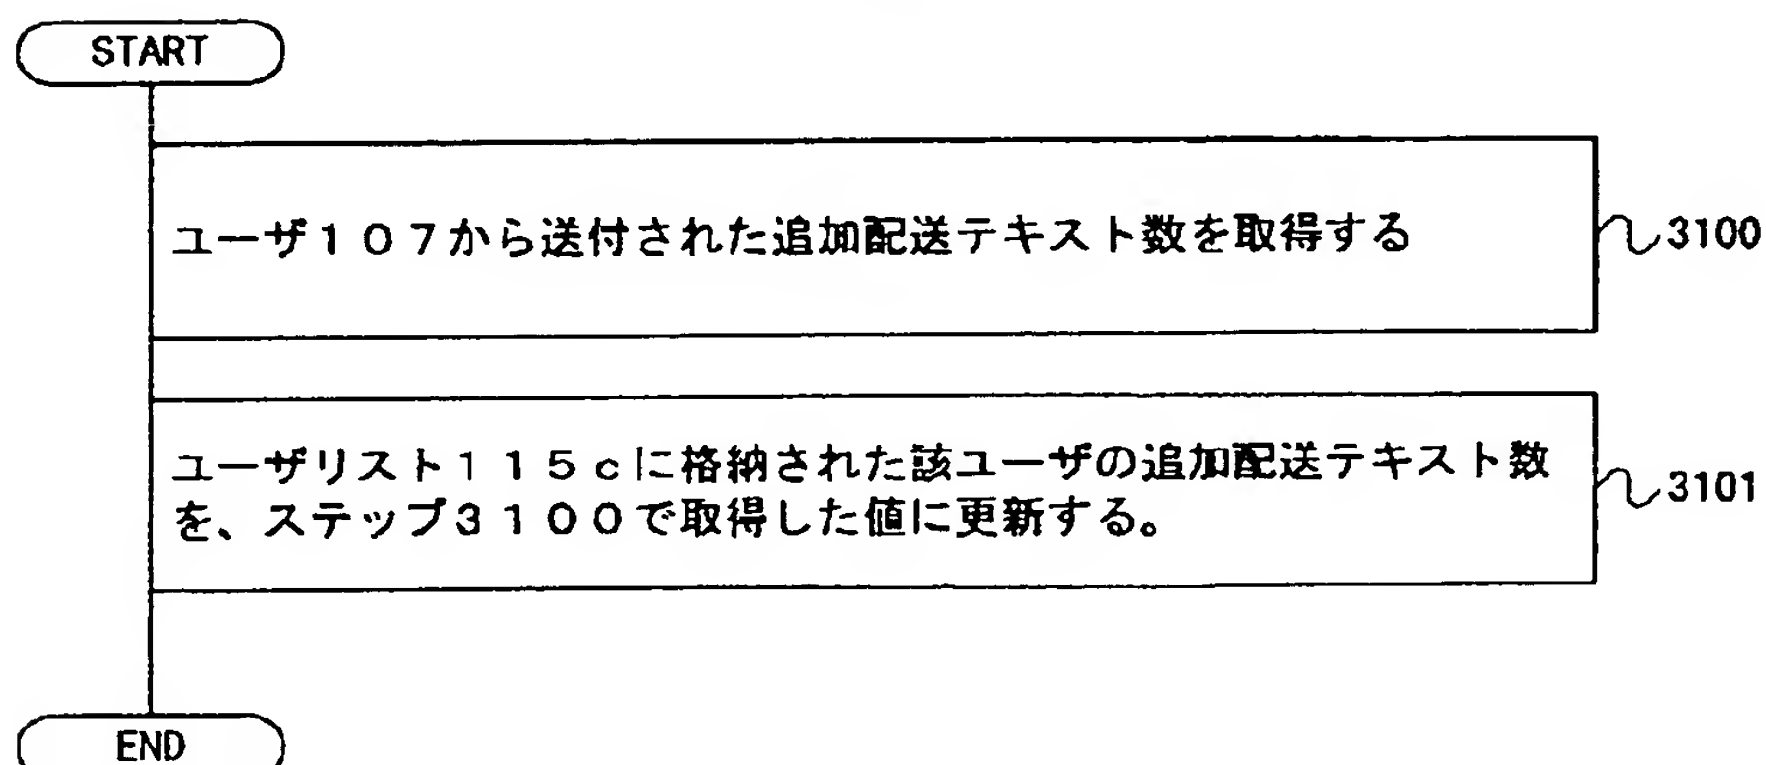 START
ユーザ１０７から送付された追加配送テキスト数を取得する
3100
ユーザリスト１１５ｃに格納された該ユーザの追加配送テキスト数
を、ステップ３１００で取得した値に更新する。
3101
END